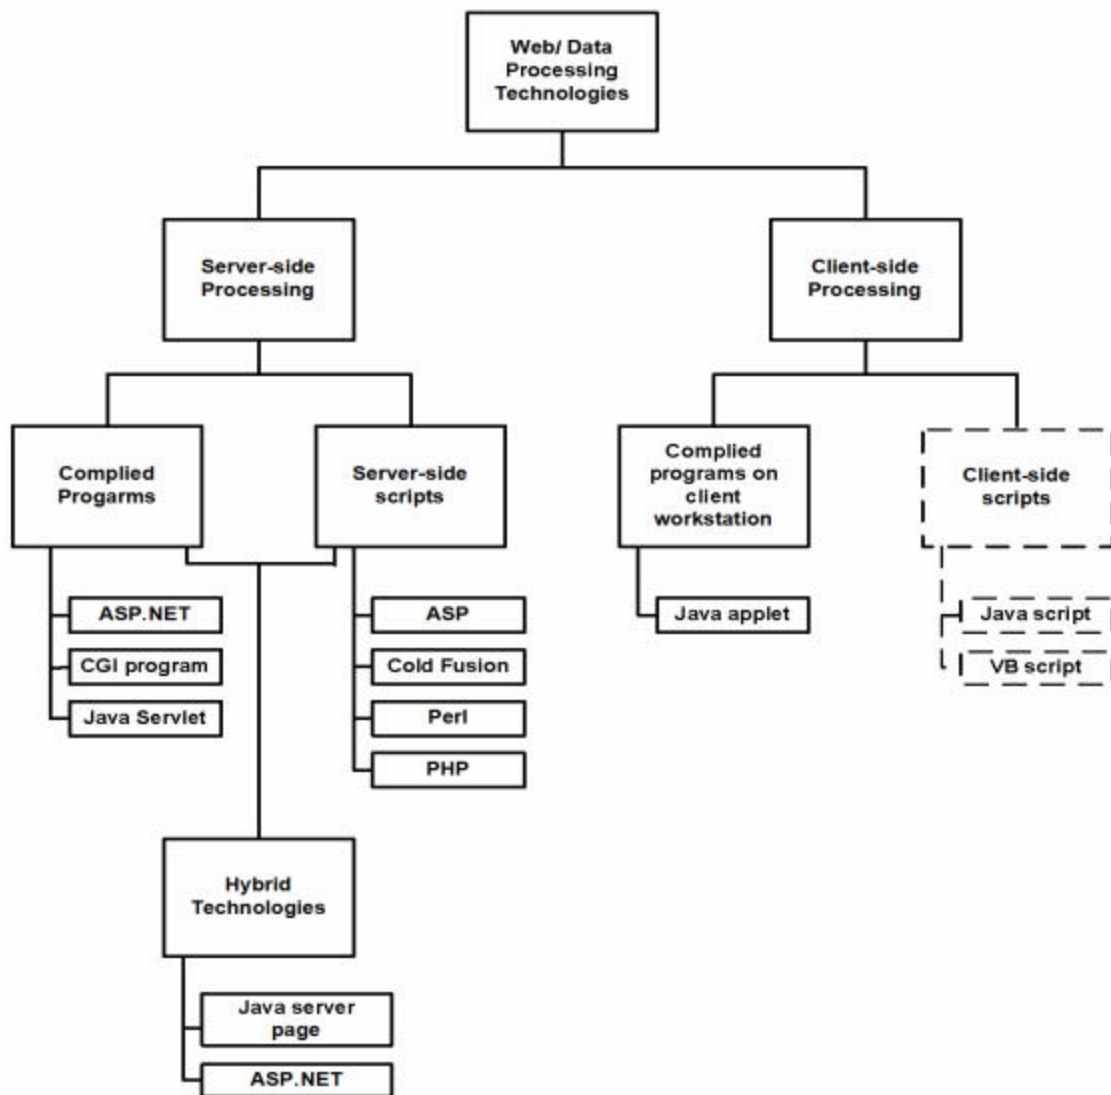 Web/ Data
Processing
Technologies
Server-side
Processing
Client-side
Processing
Complied
Progarms
Server-side
scripts
Complied
programs on
client
workstation
Client-side
scripts
ASP.NET
CGI program
Java Servlet
ASP
Cold Fusion
Perl
PHP
Java applet
Java script
VB script
Hybrid
Technologies
Java server
page
ASP.NET